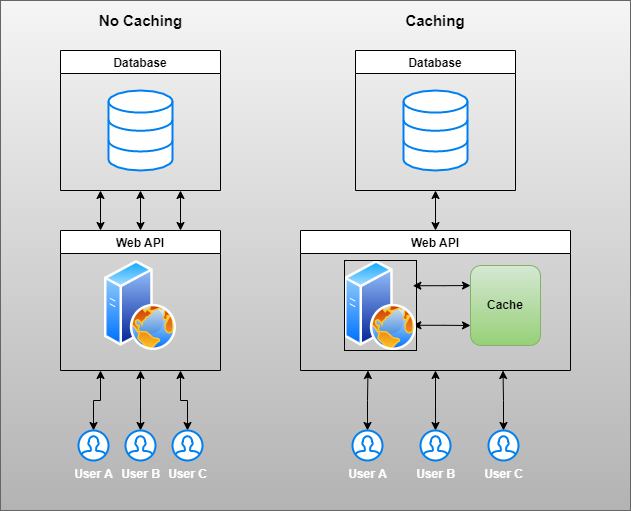 No Caching
Caching
Database
Database
Web API
Web API
Cache
User A
User B
User C
User A
User B
User C